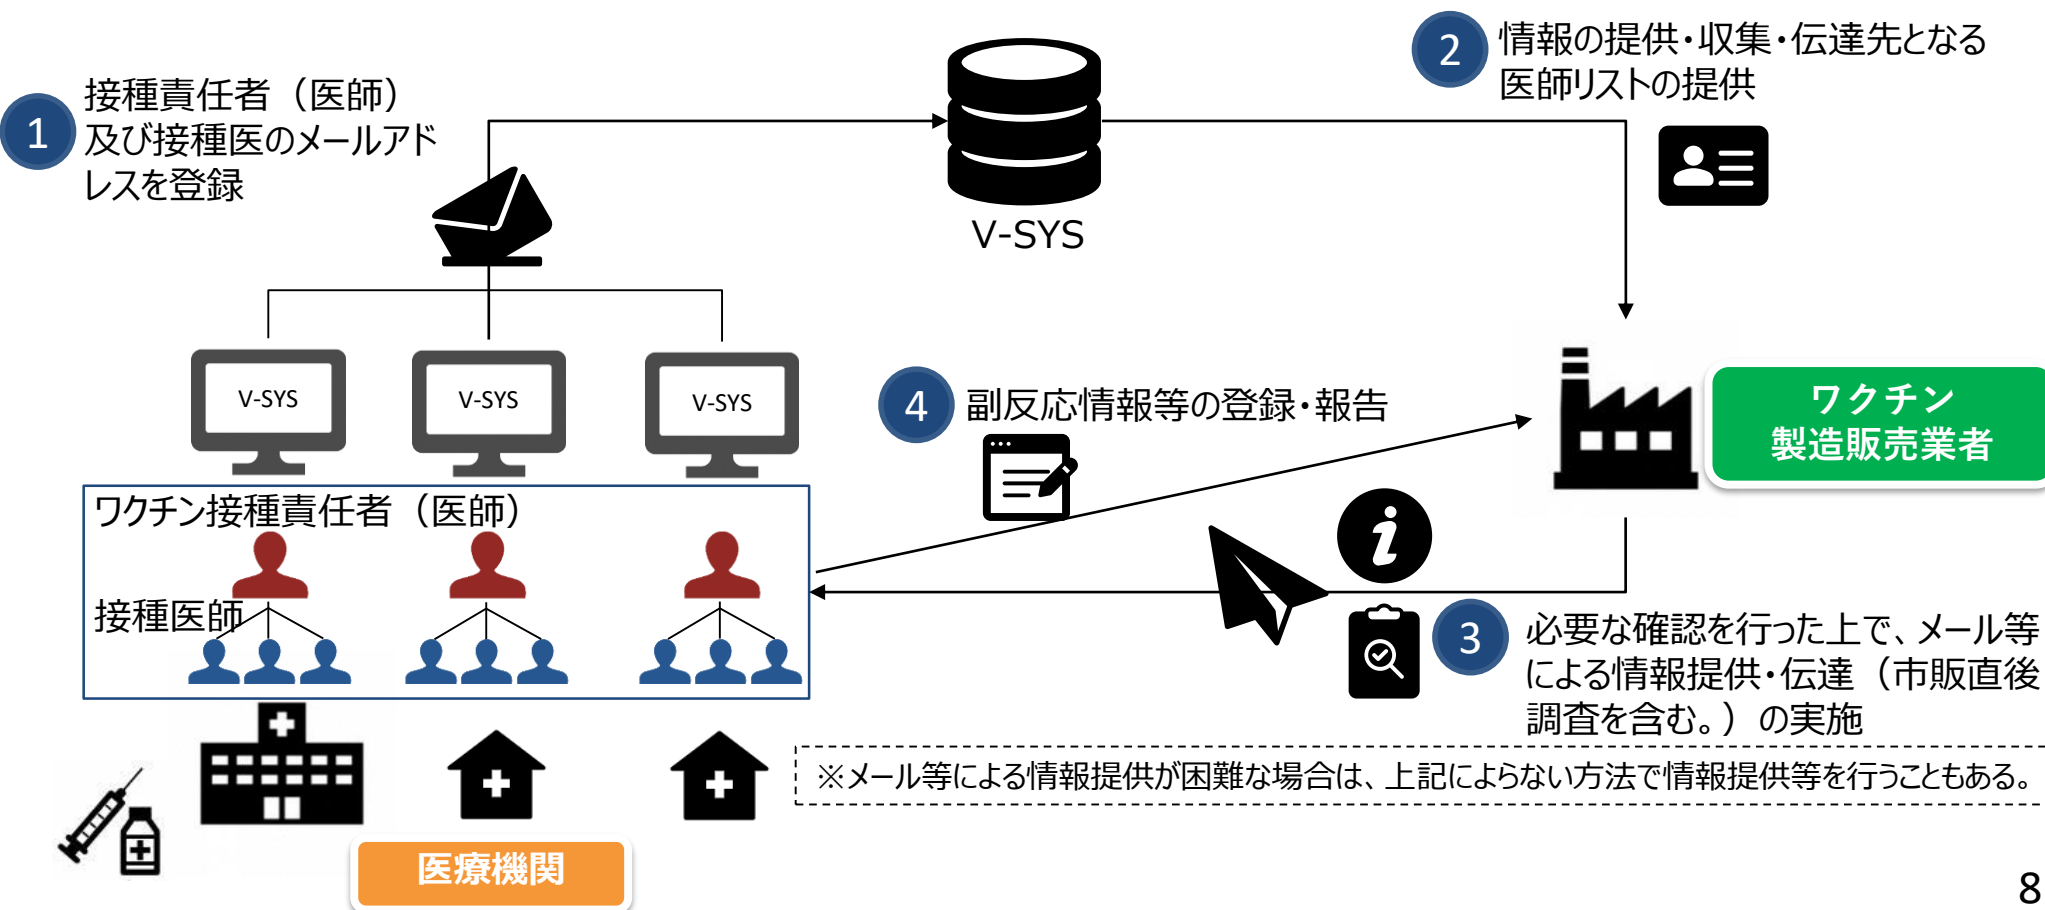 1
接種責任者（医師）
及び接種医のメールアド
レスを登録
V-SYS
2
情報の提供・収集・伝達先となる
医師リストの提供
V-SYS
V-SYS
V-SYS
4
副反応情報等の登録・報告
ワクチン
製造販売業者
ワクチン接種責任者（医師）
接種医師
3
必要な確認を行った上で、メール等
による情報提供・伝達（市販直後
調査を含む。）の実施
※メール等による情報提供が困難な場合は、上記によらない方法で情報提供等を行うこともある。
医療機関
8